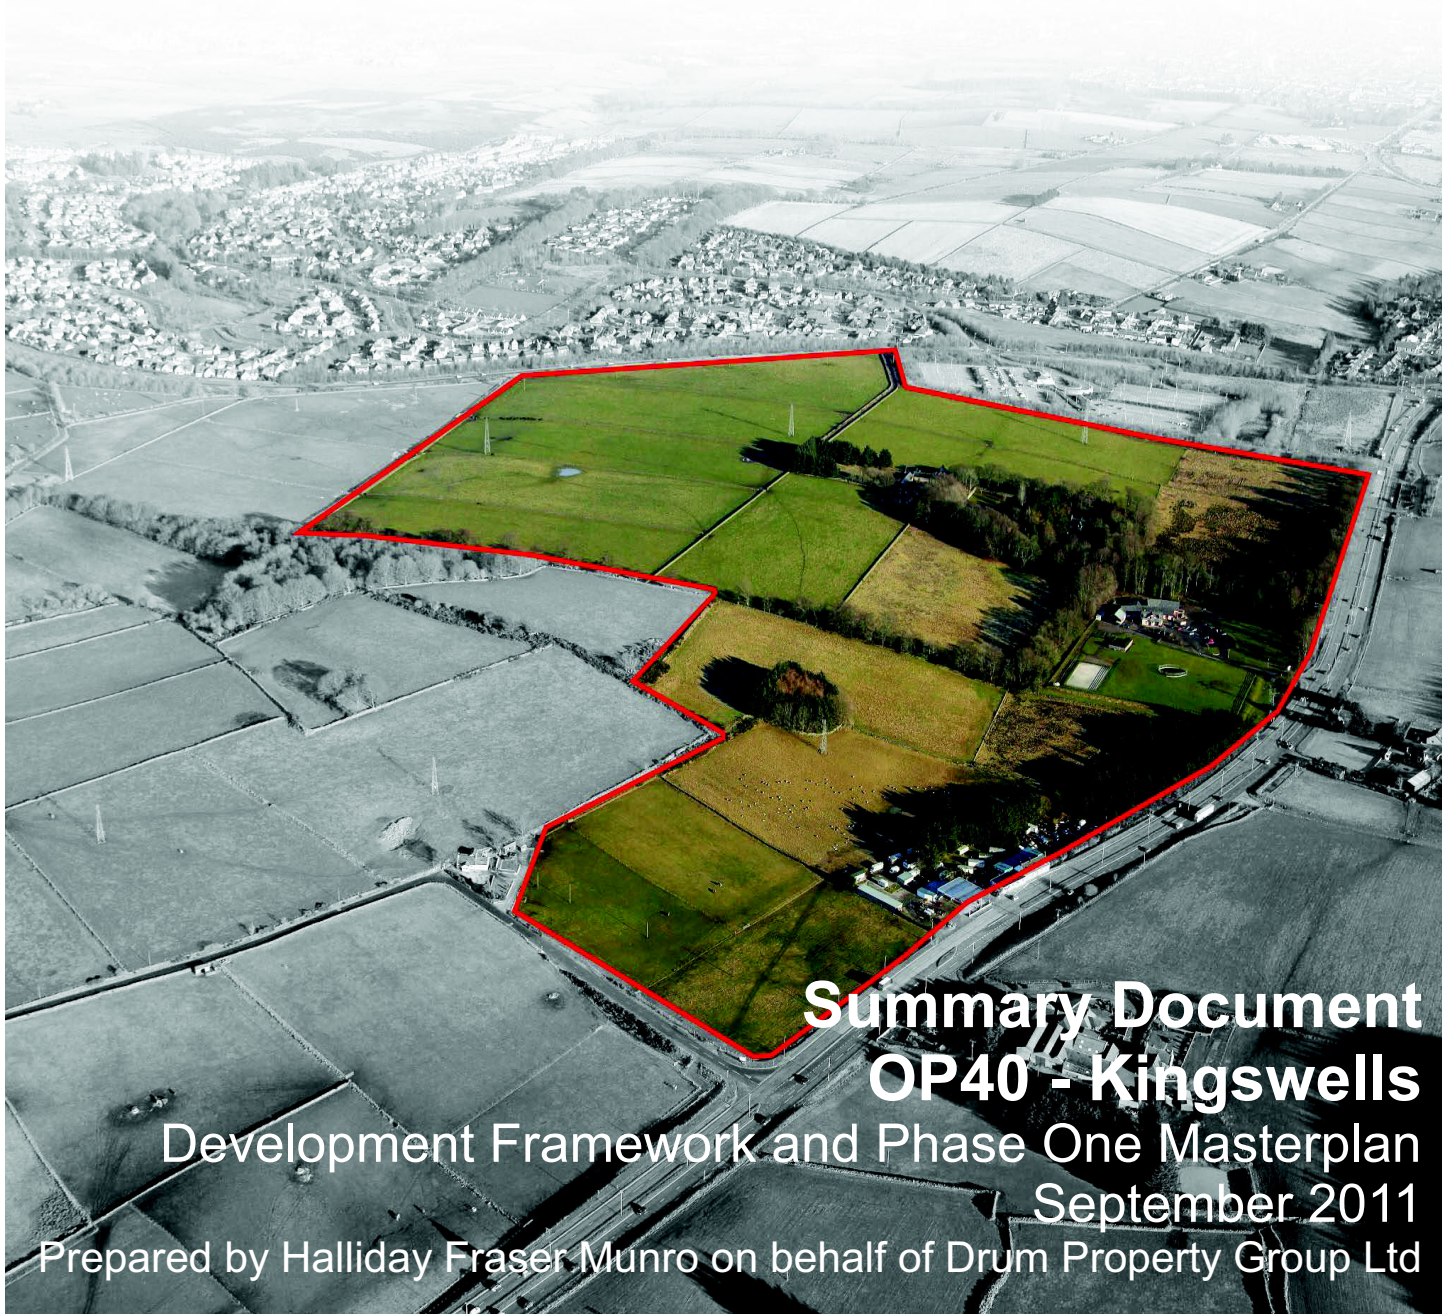 Summary Document
OP40 - Kingswells
Development Framework and Phase One Masterplan
September 2011
Prepared by Halliday Fraser Munro on behalf of Drum Property Group Ltd